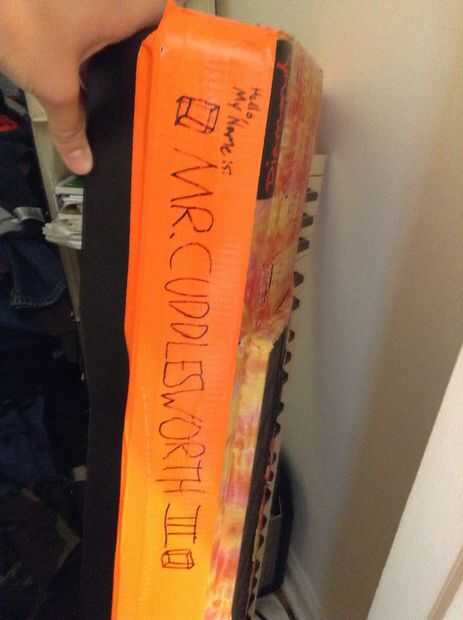 Hello,
My Name is:
MR. CUDDLESWORTH III